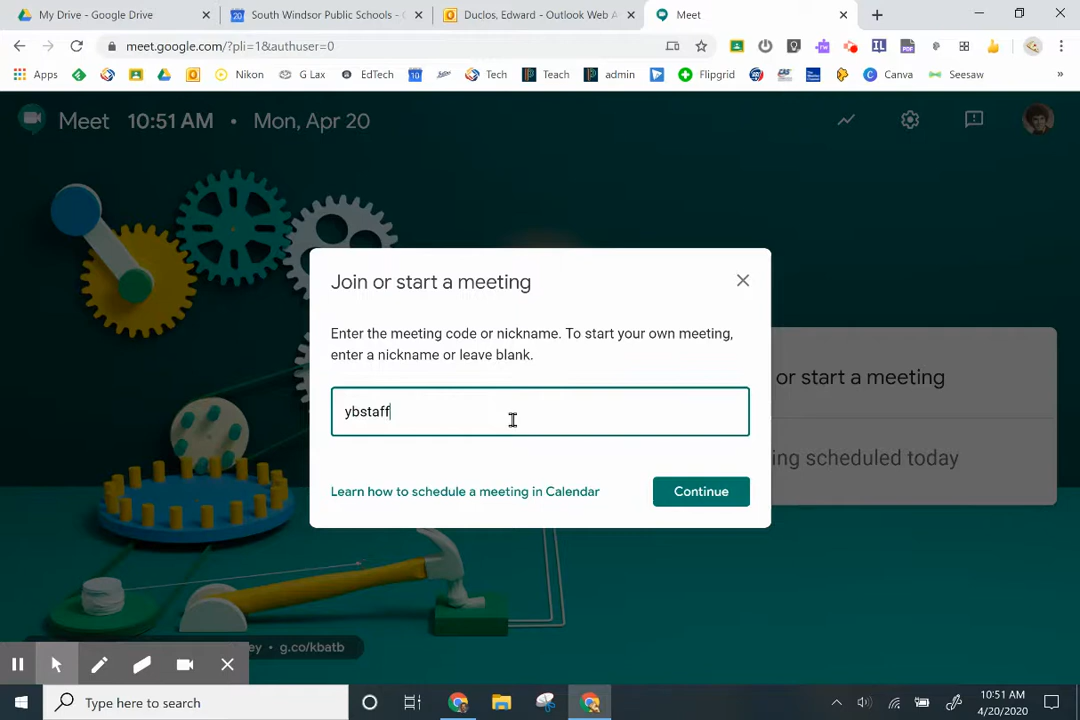 My Drive - Google Drive
South Windsor Public Schools - C
Duclos, Edward - Outlook Web A
Meet
meet.google.com/?pli=1&authuser=0
Apps
Nikon
G Lax
EdTech
Tech
Teach
admin
Flipgrid
Canva
Seesaw
»
Meet 10:51 AM • Mon, Apr 20
Join or start a meeting
Enter the meeting code or nickname. To start your own meeting,
enter a nickname or leave blank.
ybstaff
Learn how to schedule a meeting in Calendar
Continue
or start a meeting
ing scheduled today
ey • g.co/kbatb
Type here to search
10:51 AM
4/20/2020